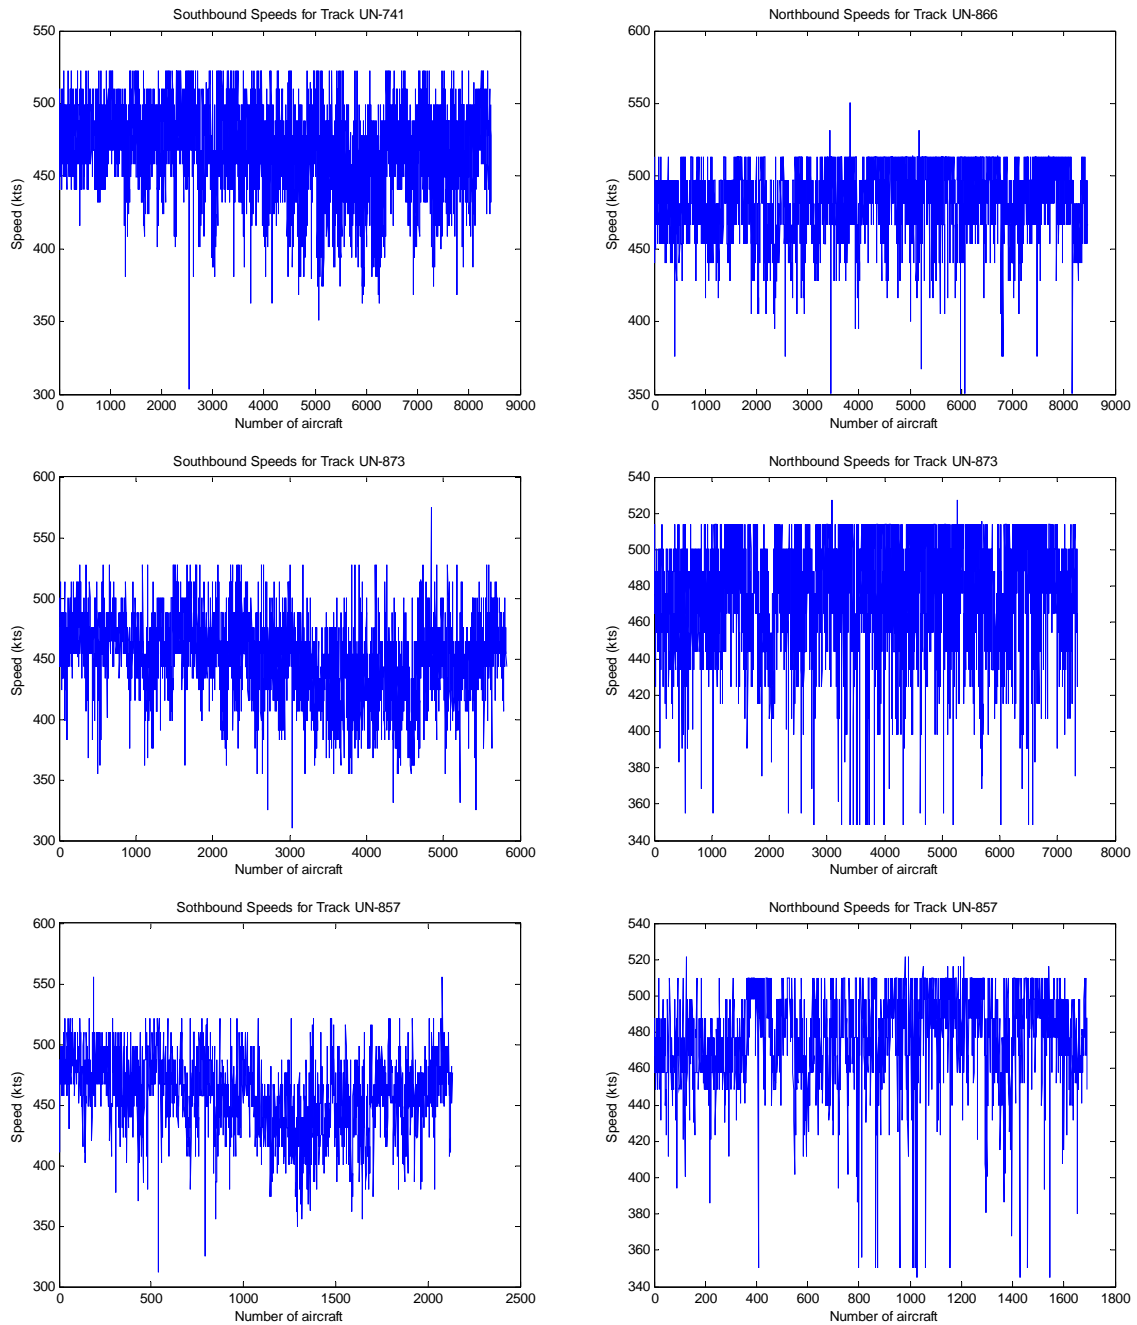 Southbound Speeds for Track UN-741
550
500
450
400
350
300
Speed (kts)
0 1000 2000 3000 4000 5000 6000 7000 8000 9000
Number of aircraft
Northbound Speeds for Track UN-866
600
550
500
450
400
350
Speed (kts)
0 1000 2000 3000 4000 5000 6000 7000 8000 9000
Number of aircraft
Southbound Speeds for Track UN-873
600
550
500
450
400
350
300
Speed (kts)
0 1000 2000 3000 4000 5000 6000
Number of aircraft
Northbound Speeds for Track UN-873
540
520
500
480
460
440
420
400
380
360
340
Speed (kts)
0 1000 2000 3000 4000 5000 6000 7000 8000
Number of aircraft
Sothbound Speeds for Track UN-857
600
550
500
450
400
350
300
Speed (kts)
0 500 1000 1500 2000 2500
Number of aircraft
Northbound Speeds for Track UN-857
540
520
500
480
460
440
420
400
380
360
340
Speed (kts)
0 200 400 600 800 1000 1200 1400 1600 1800
Number of aircraft